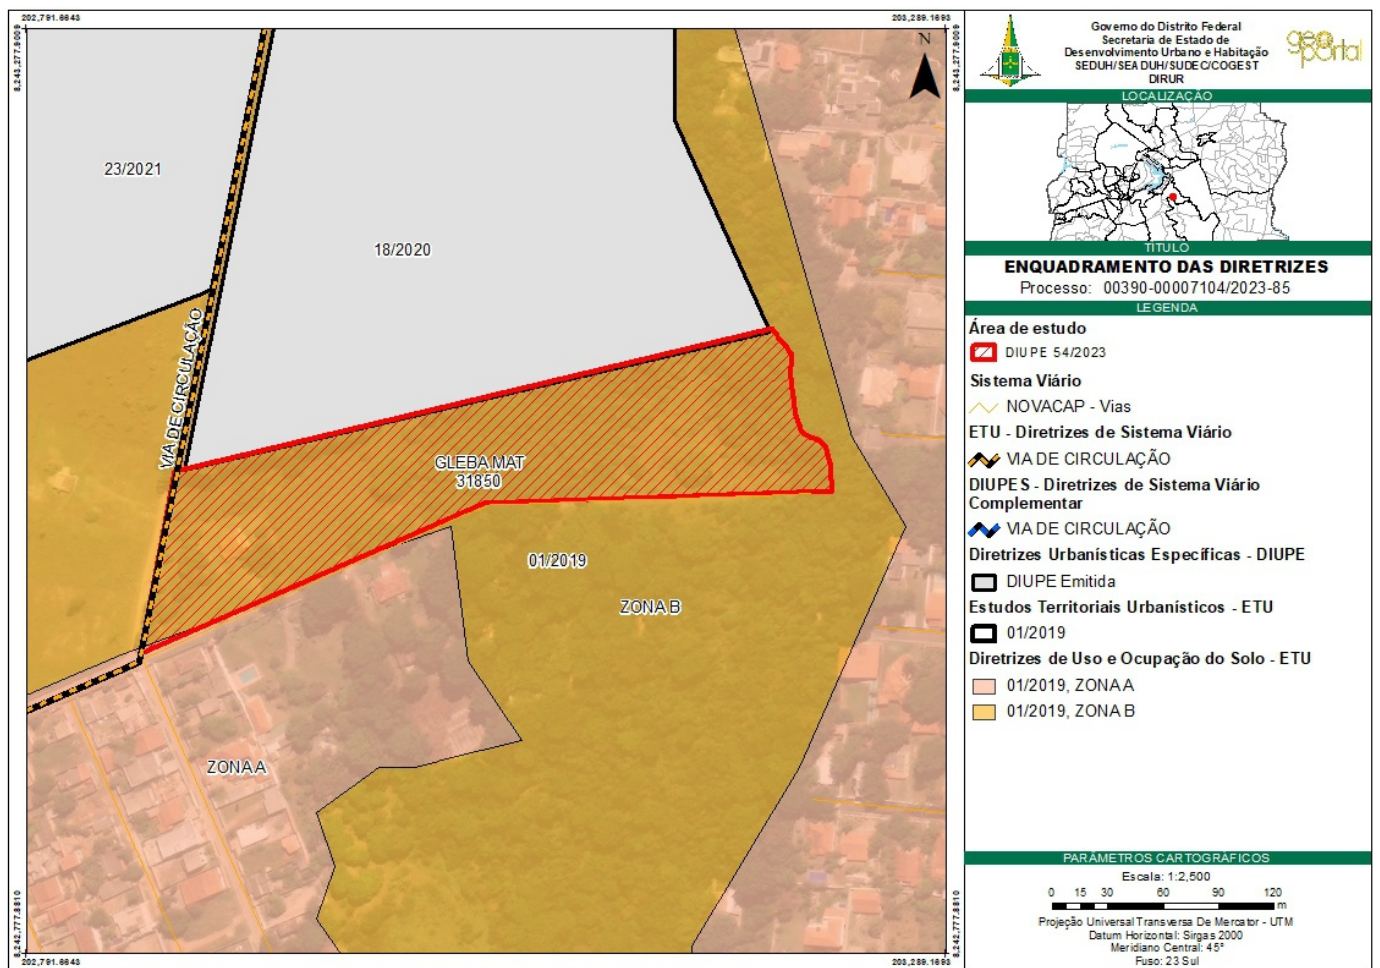 202,791.6643
203,289.1693
8,243,277.9009
8,243,277.9009
N
23/2021
18/2020
VIA DE CIRCULAÇÃO
GLEBA MAT
31850
01/2019
ZONA B
ZONA A
8,242,777.8810
8,242,777.8810
202,791.6643
203,289.1693
Governo do Distrito Federal
Secretaria de Estado de
Desenvolvimento Urbano e Habitação
SEDUH/SEADUH/SUDEC/COGEST
DIRUR
geo
portal
LOCALIZAÇÃO
TÍTULO
ENQUADRAMENTO DAS DIRETRIZES
Processo: 00390-00007104/2023-85
LEGENDA
Área de estudo
DIUPE 54/2023
Sistema Viário
NOVACAP - Vias
ETU - Diretrizes de Sistema Viário
VIA DE CIRCULAÇÃO
DIUPES - Diretrizes de Sistema Viário
Complementar
VIA DE CIRCULAÇÃO
Diretrizes Urbanísticas Específicas - DIUPE
DIUPE Emitida
Estudos Territoriais Urbanísticos - ETU
01/2019
Diretrizes de Uso e Ocupação do Solo - ETU
01/2019, ZONA A
01/2019, ZONA B
PARÂMETROS CARTOGRÁFICOS
Escala: 1:2,500
0 15 30 60 90 120
m
Projeção Universal Transversa De Mercator - UTM
Datum Horizontal: Sirgas 2000
Meridiano Central: 45°
Fuso: 23 Sul